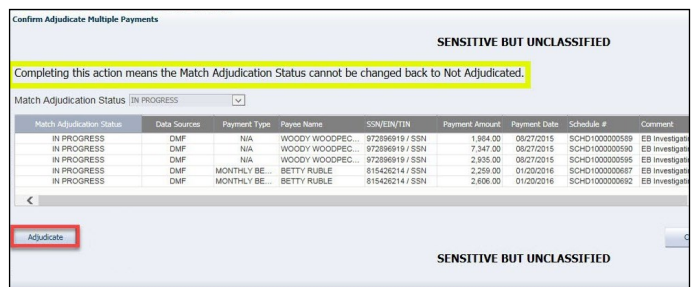 Confirm Adjudicate Multiple Payments
SENSITIVE BUT UNCLASSIFIED
Completing this action means the Match Adjudication Status cannot be changed back to Not Adjudicated.
Match Adjudication Status IN PROGRESS
Match Adjudication Status Data Sources Payment Type Payee Name SSN/EIN/TIN Payment Amount Payment Date Schedule # Comment
IN PROGRESS DMF N/A WOODY WOODPEC... 972896919 / SSN 1,984.00 08/27/2015 SCHD1000000589 EB Investigati
IN PROGRESS DMF N/A WOODY WOODPEC... 972896919 / SSN 7,347.00 08/27/2015 SCHD1000000590 EB Investigati
IN PROGRESS DMF N/A WOODY WOODPEC... 972896919 / SSN 2,935.00 08/27/2015 SCHD1000000595 EB Investigati
IN PROGRESS DMF MONTHLY BE... BETTY RUBLE 815426214 / SSN 2,259.00 01/20/2016 SCHD1000000687 EB Investigati
IN PROGRESS DMF MONTHLY BE... BETTY RUBLE 815426214 / SSN 2,606.00 01/20/2016 SCHD1000000692 EB Investigati
Adjudicate
SENSITIVE BUT UNCLASSIFIED